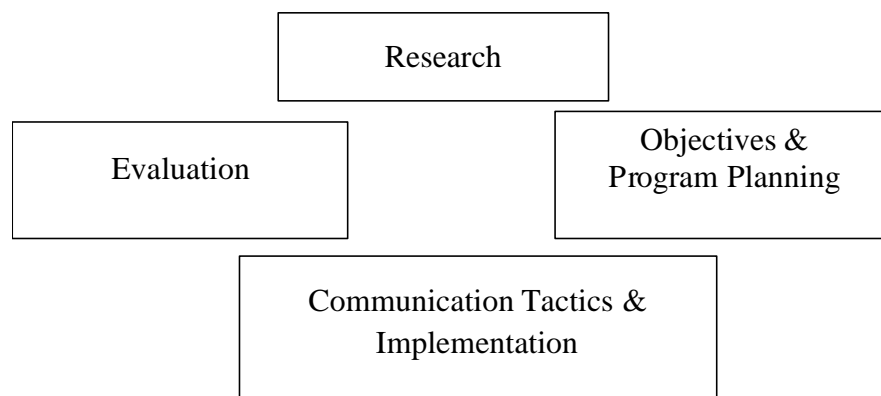 Research
Evaluation
Objectives &
Program Planning
Communication Tactics &
Implementation